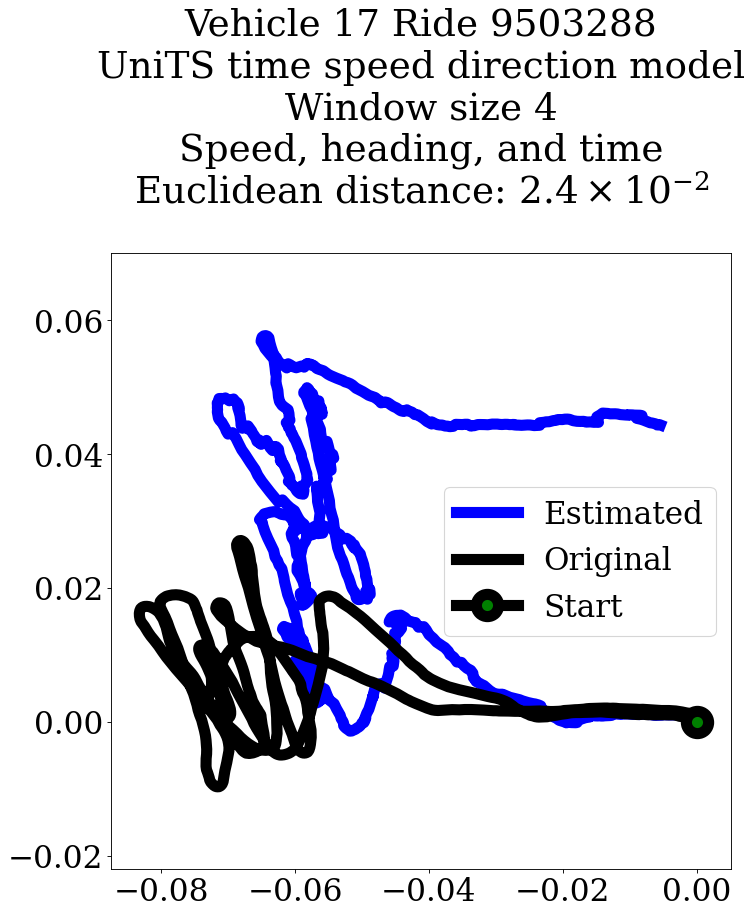 Vehicle 17 Ride 9503288
UniTS time speed direction model
Window size 4
Speed, heading, and time
Euclidean distance: 2.4 × 10⁻²
0.06
0.04
0.02
0.00
−0.02
Estimated
Original
Start
−0.08 −0.06 −0.04 −0.02 0.00